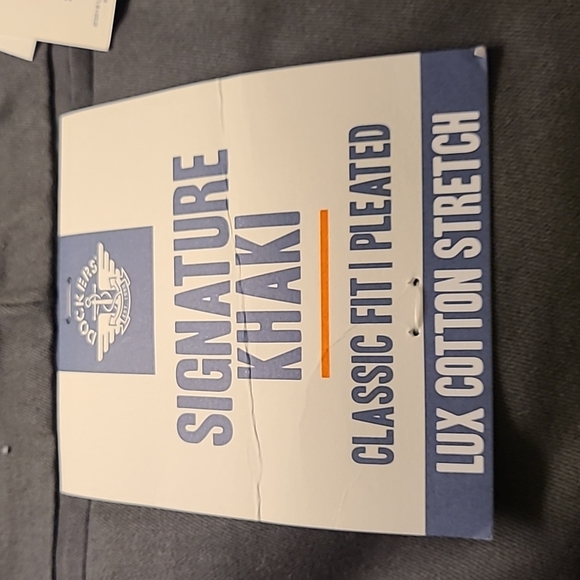 DOCKERS
SIGNATURE
KHAKI
CLASSIC FIT | PLEATED
LUX COTTON STRETCH